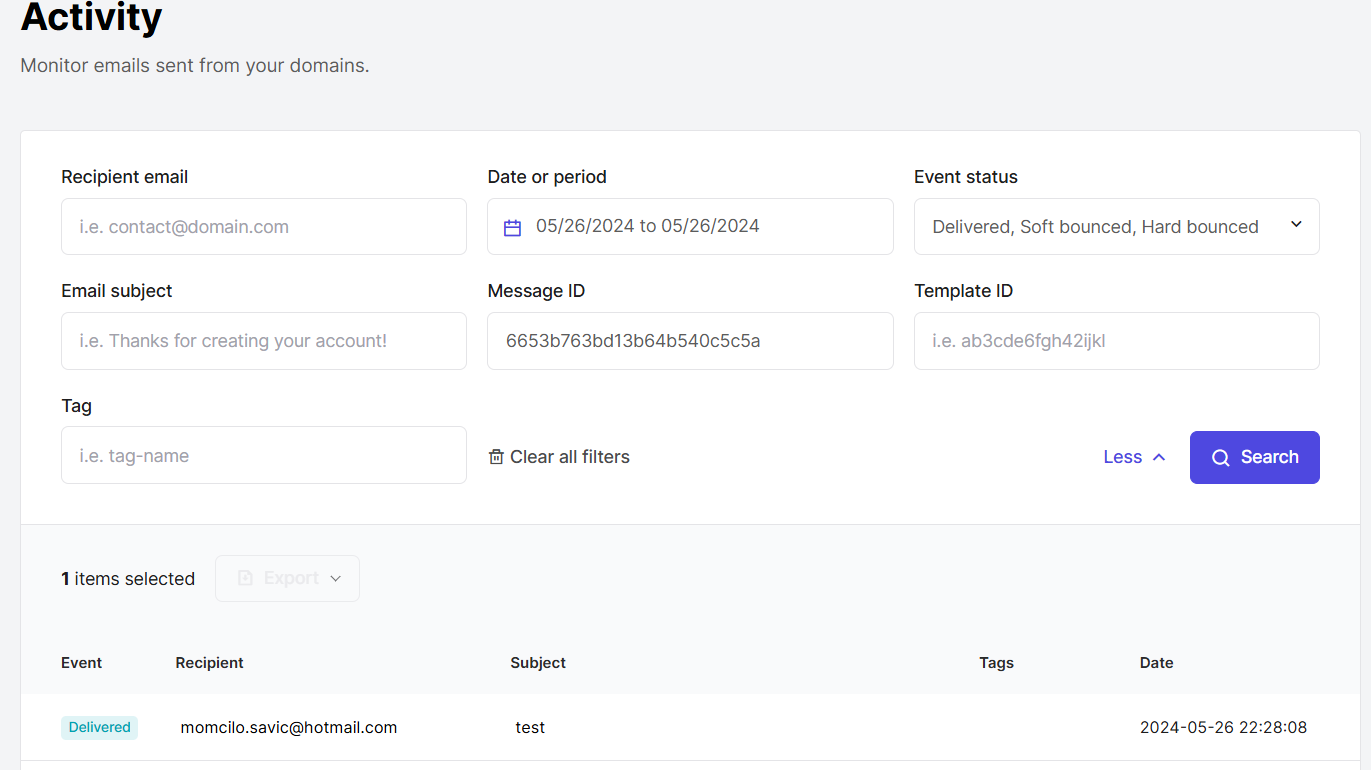 Activity
Monitor emails sent from your domains.
Recipient email
Date or period
Event status
i.e. contact@domain.com
05/26/2024 to 05/26/2024
Delivered, Soft bounced, Hard bounced
Email subject
Message ID
Template ID
i.e. Thanks for creating your account!
6653b763bd13b64b540c5c5a
i.e. ab3cde6fgh42ijkl
Tag
i.e. tag-name
Clear all filters
Less
Search
1 items selected
Export
Event Recipient Subject Tags Date
Delivered momcilo.savic@hotmail.com test 2024-05-26 22:28:08